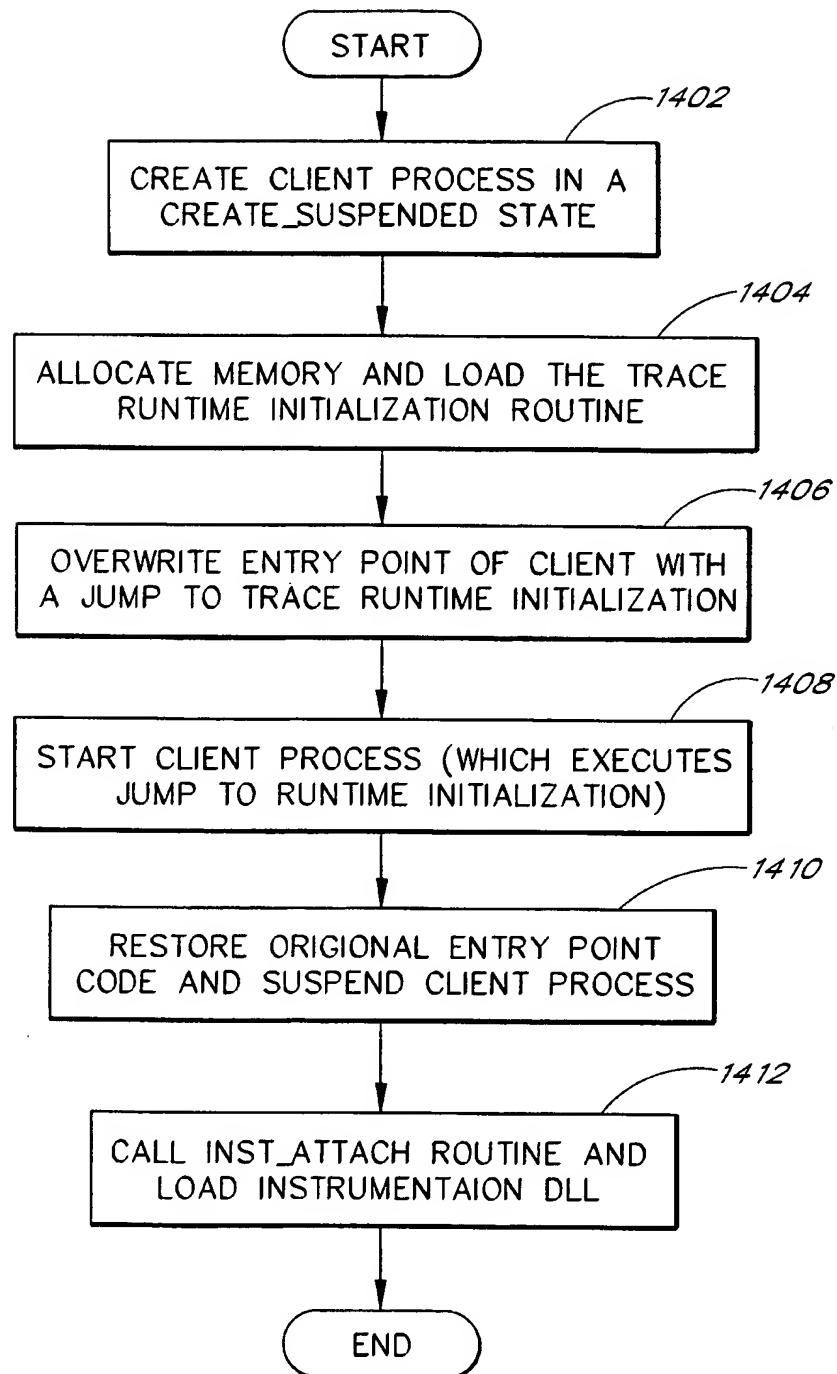 START
1402
CREATE CLIENT PROCESS IN A
CREATE_SUSPENDED STATE
1404
ALLOCATE MEMORY AND LOAD THE TRACE
RUNTIME INITIALIZATION ROUTINE
1406
OVERWRITE ENTRY POINT OF CLIENT WITH
A JUMP TO TRACE RUNTIME INITIALIZATION
1408
START CLIENT PROCESS (WHICH EXECUTES
JUMP TO RUNTIME INITIALIZATION)
1410
RESTORE ORIGIONAL ENTRY POINT
CODE AND SUSPEND CLIENT PROCESS
1412
CALL INST_ATTACH ROUTINE AND
LOAD INSTRUMENTAION DLL
END